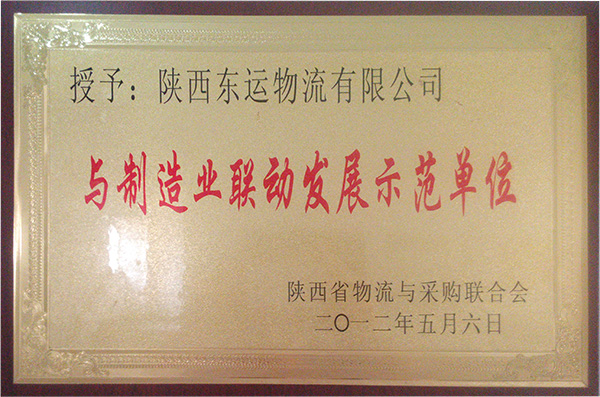 授予：陕西东运物流有限公司
与制造业联动发展示范单位
陕西省物流与采购联合会
二〇一二年五月六日